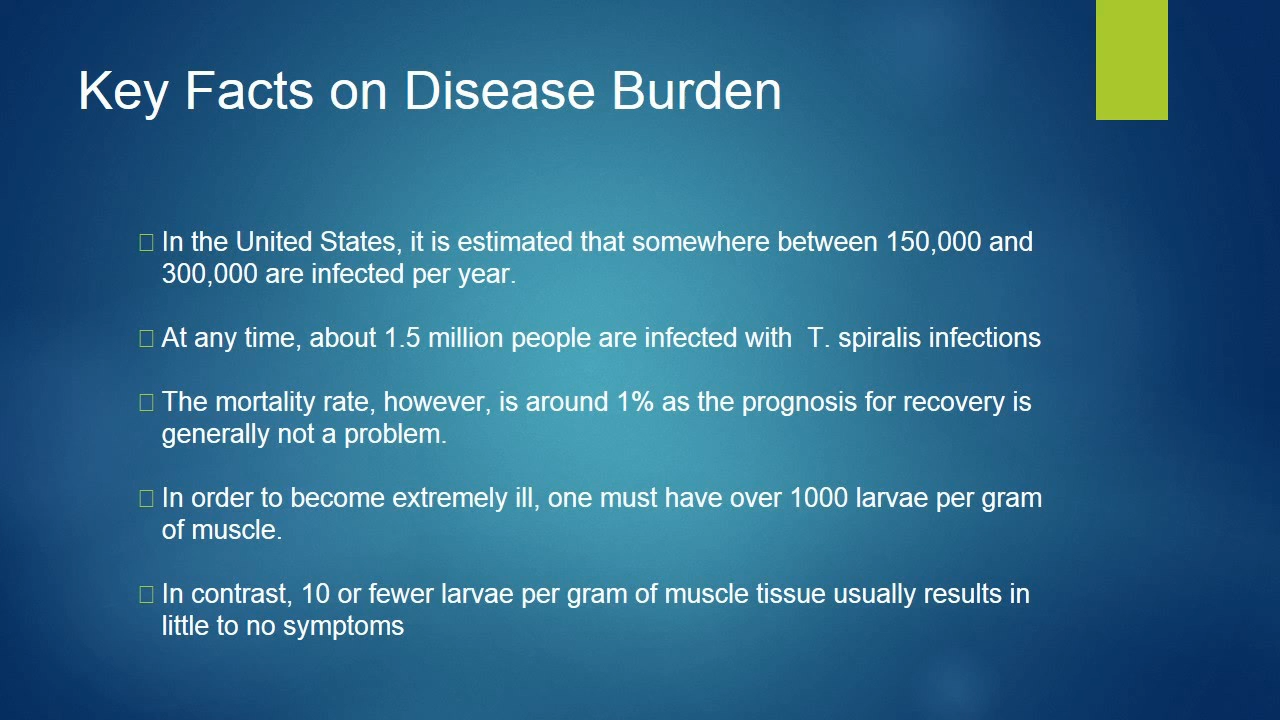 Key Facts on Disease Burden
In the United States, it is estimated that somewhere between 150,000 and
300,000 are infected per year.
At any time, about 1.5 million people are infected with  T. spiralis infections
The mortality rate, however, is around 1% as the prognosis for recovery is
generally not a problem.
In order to become extremely ill, one must have over 1000 larvae per gram
of muscle.
In contrast, 10 or fewer larvae per gram of muscle tissue usually results in
little to no symptoms